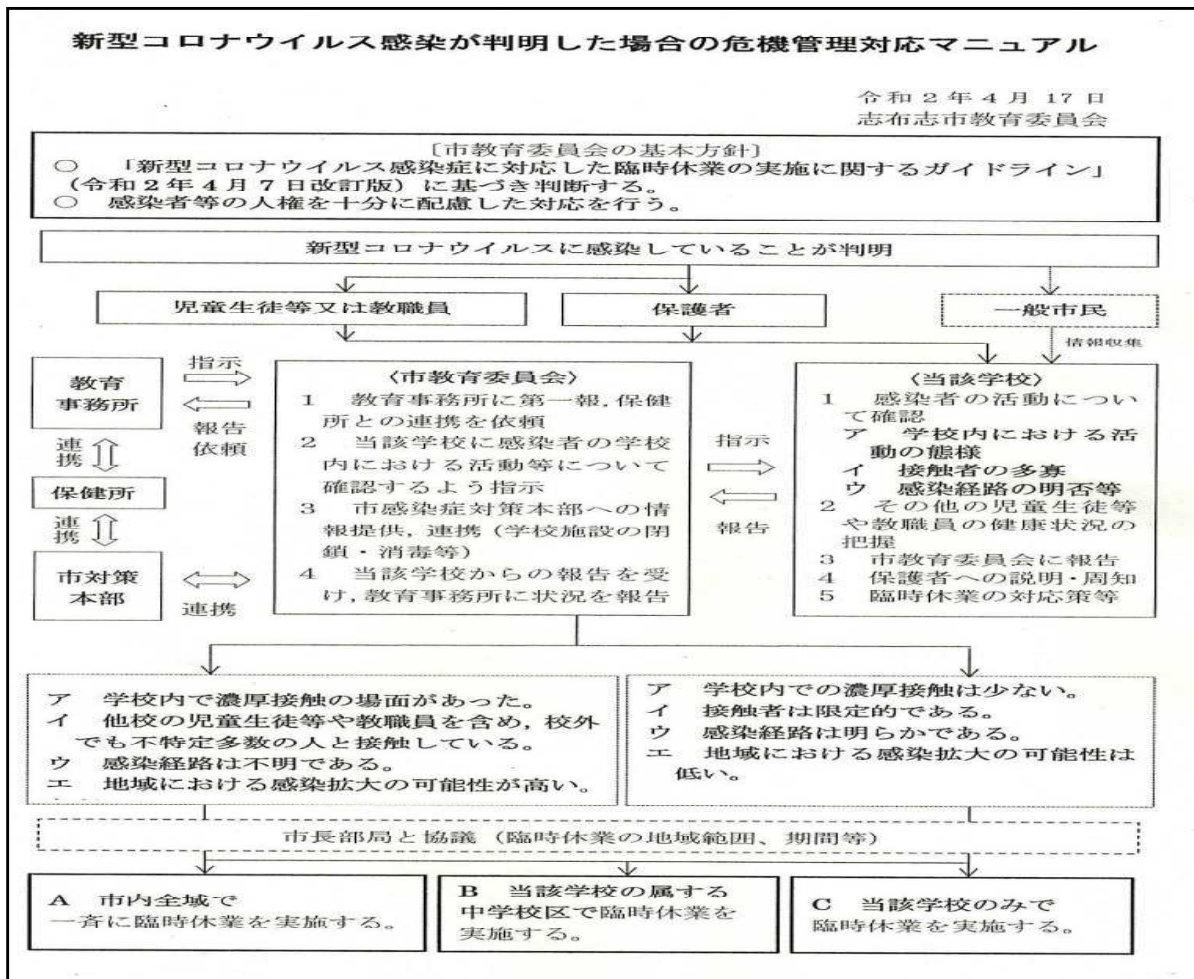 新型コロナウイルス感染が判明した場合の危機管理対応マニュアル
令和2年4月17日
志布志市教育委員会
〔市教育委員会の基本方針〕
○ 「新型コロナウイルス感染症に対応した臨時休業の実施に関するガイドライン」
(令和2年4月7日改訂版)に基づき判断する。
○ 感染者等の人権を十分に配慮した対応を行う。
新型コロナウイルスに感染していることが判明
児童生徒等又は教職員
保護者
一般市民
情報収集
教育
事務所
指示
報告
依頼
連携
保健所
連携
市対策
本部
連携
〈市教育委員会〉
1 教育事務所に第一報,保健
所との連携を依頼
2 当該学校に感染者の学校
内における活動等について
確認するよう指示
3 市感染症対策本部への情
報提供,連携(学校施設の閉
鎖・消毒等)
4 当該学校からの報告を受
け,教育事務所に状況を報告
指示
報告
〈当該学校〉
1 感染者の活動につい
て確認
ア 学校内における活
動の態様
イ 接触者の多寡
ウ 感染経路の明否等
2 その他の児童生徒等
や教職員の健康状況の
把握
3 市教育委員会に報告
4 保護者への説明・周知
5 臨時休業の対応策等
ア 学校内で濃厚接触の場面があった。
イ 他校の児童生徒等や教職員を含め,校外
でも不特定多数の人と接触している。
ウ 感染経路は不明である。
エ 地域における感染拡大の可能性が高い。
ア 学校内での濃厚接触は少ない。
イ 接触者は限定的である。
ウ 感染経路は明らかである。
エ 地域における感染拡大の可能性は
低い。
市長部局と協議(臨時休業の地域範囲、期間等)
A 市内全域で
一斉に臨時休業を実施する。
B 当該学校の属する
中学校区で臨時休業を
実施する。
C 当該学校のみで
臨時休業を実施する。